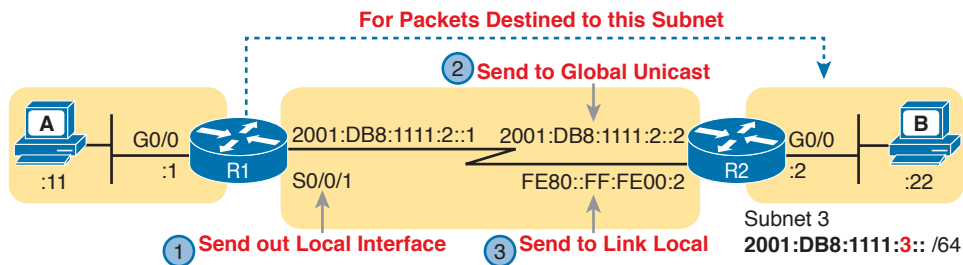 For Packets Destined to this Subnet
2 Send to Global Unicast
A
B
G0/0
2001:DB8:1111:2::1
2001:DB8:1111:2::2
G0/0
:11
:1
R1
S0/0/1
FE80::FF:FE00:2
R2
:2
:22
1 Send out Local Interface
3 Send to Link Local
Subnet 3
2001:DB8:1111:3:: /64